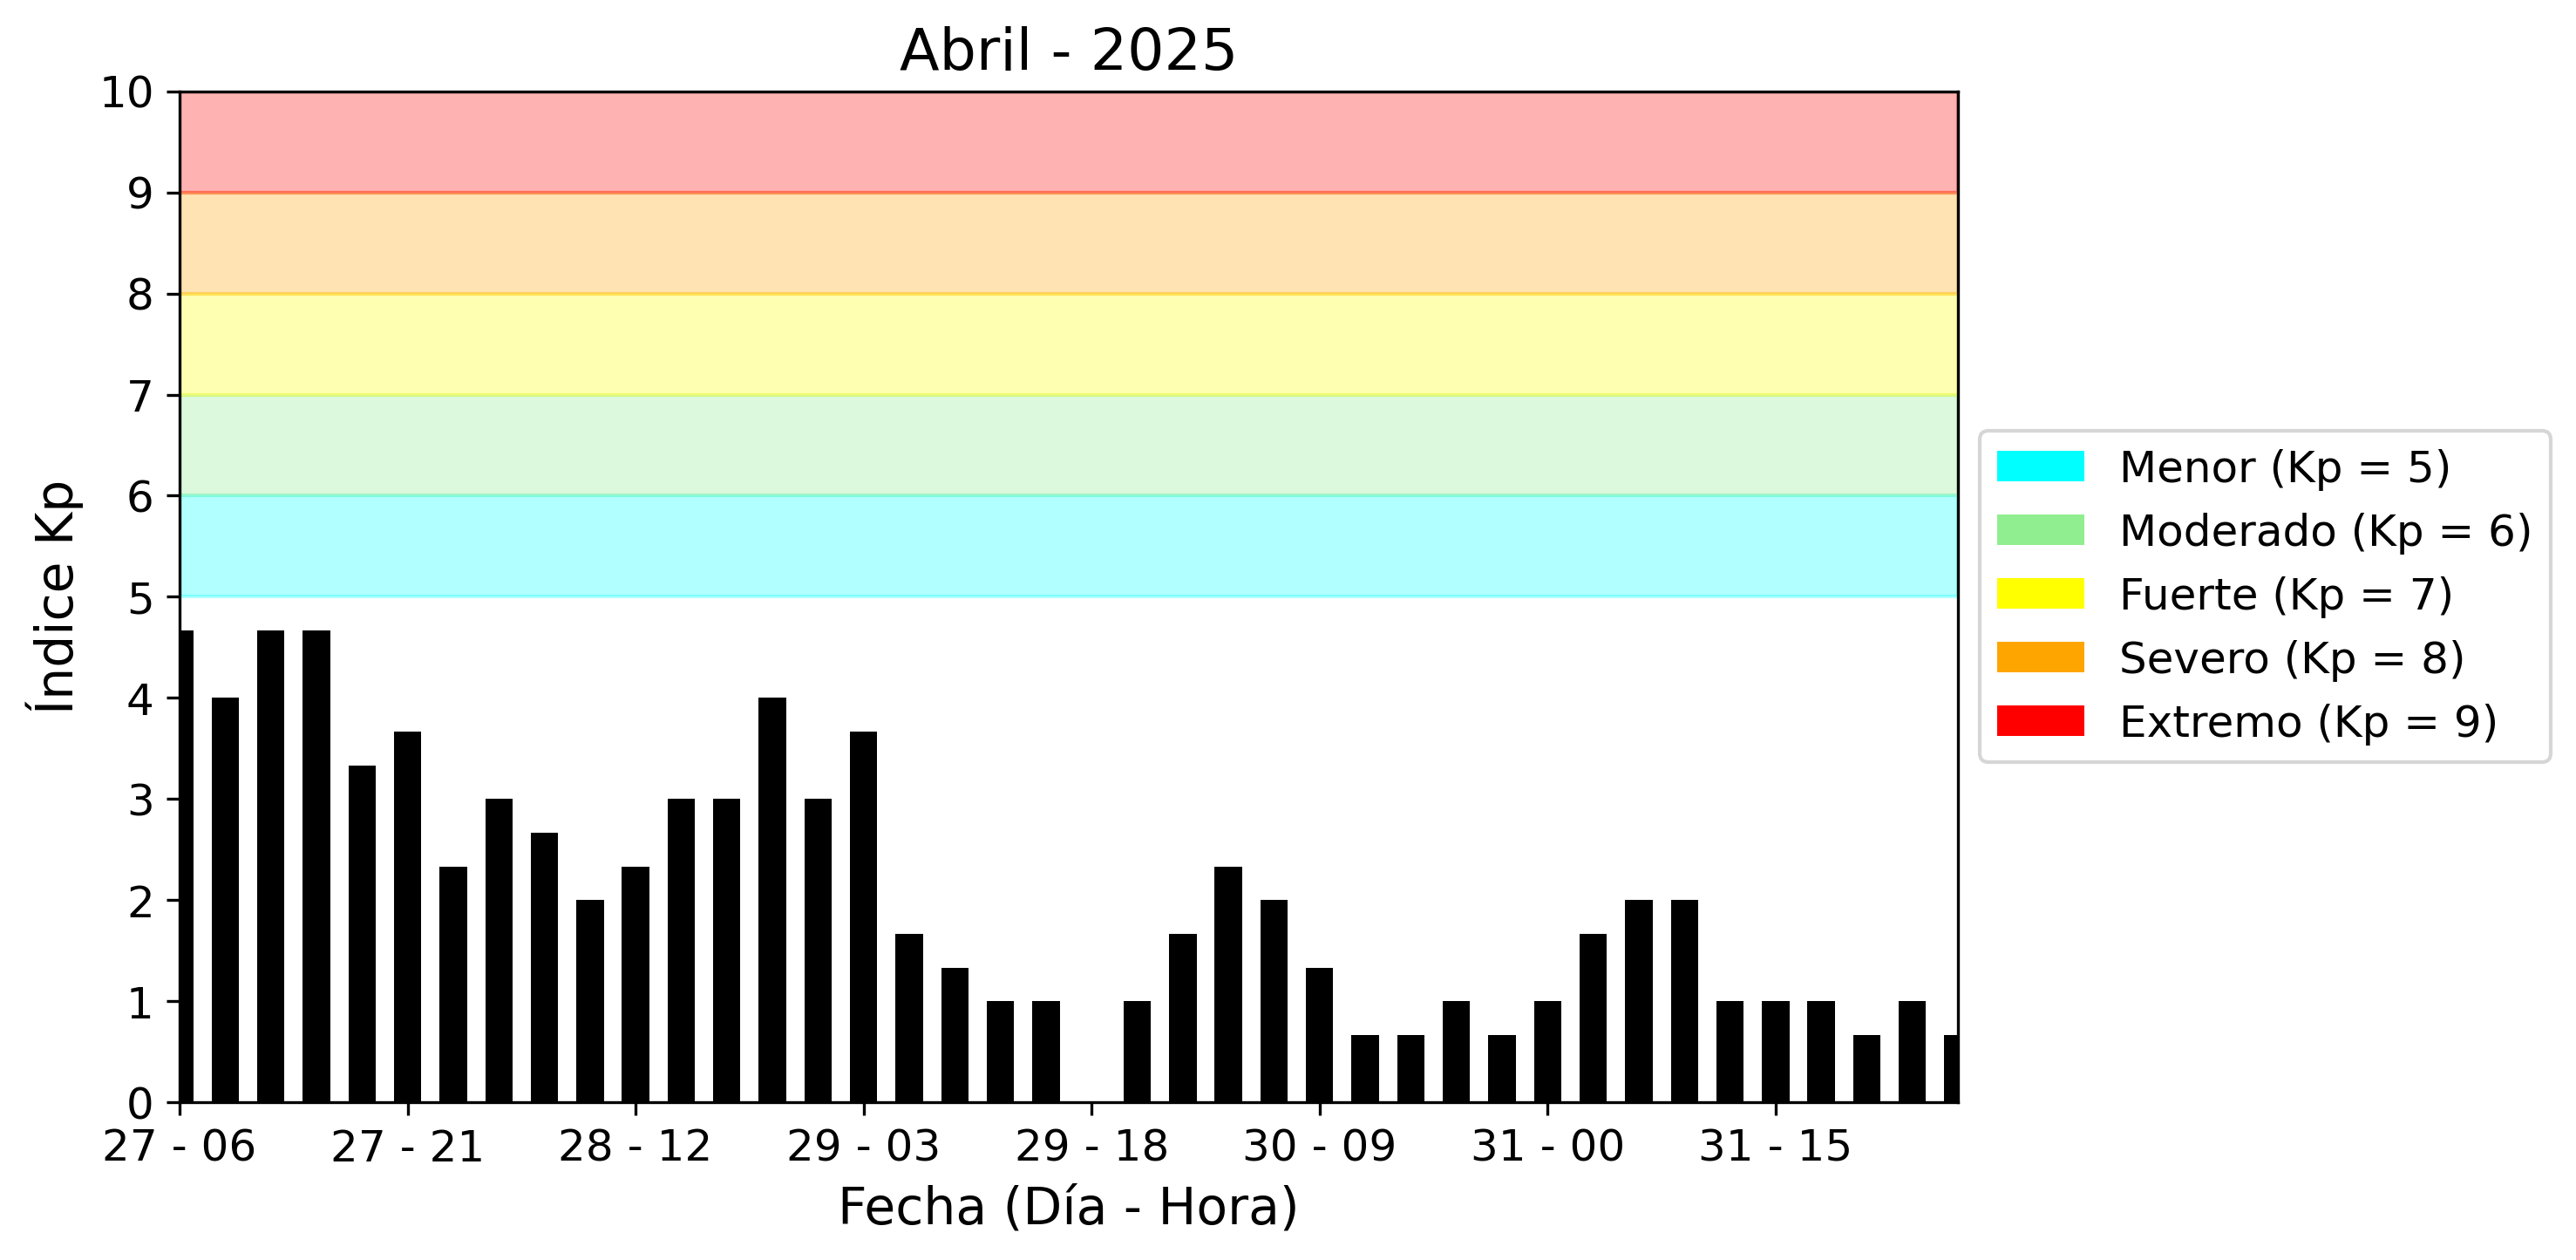 Abril - 2025
10
9
8
7
6
5
4
3
2
1
0
Índice Kp
27 - 06
27 - 21
28 - 12
29 - 03
29 - 18
30 - 09
31 - 00
31 - 15
Fecha (Día - Hora)
Menor (Kp = 5)
Moderado (Kp = 6)
Fuerte (Kp = 7)
Severo (Kp = 8)
Extremo (Kp = 9)